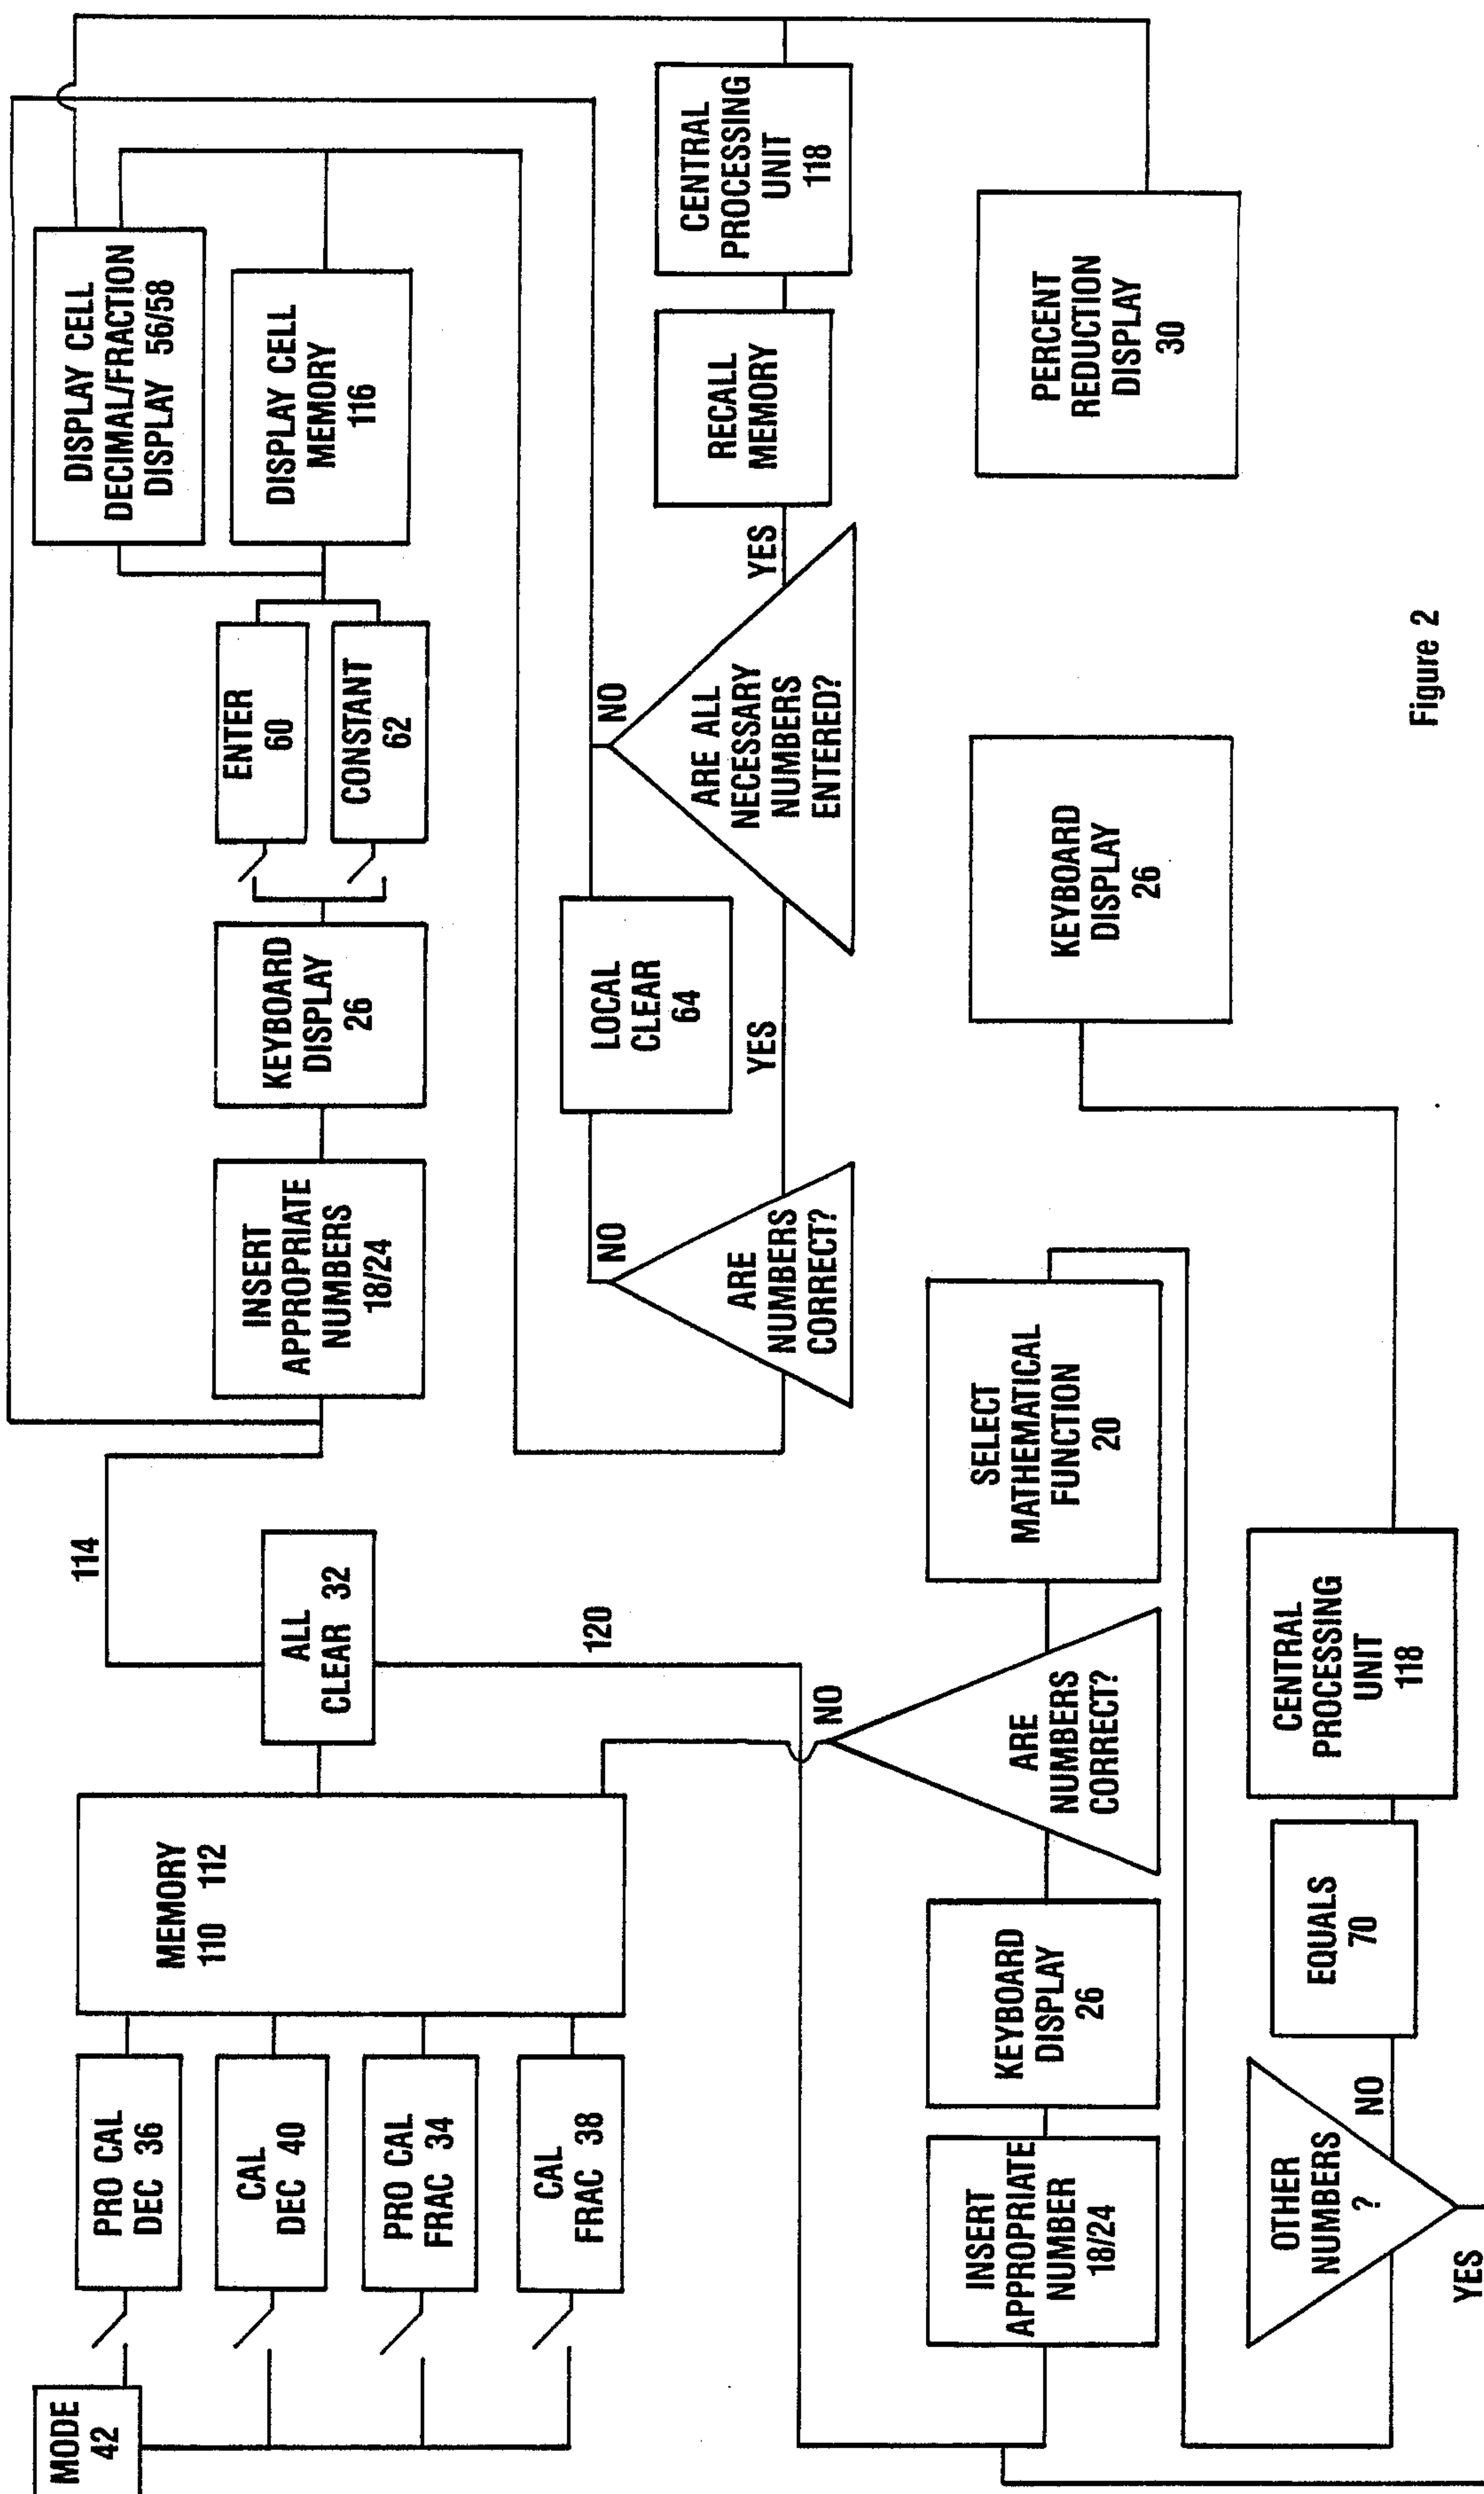 MODE
42
PRO CAL
DEC 36
CAL
DEC 40
PRO CAL
FRAC 34
CAL
FRAC 38
MEMORY
110 112
ALL
CLEAR 32
114
120
INSERT
APPROPRIATE
NUMBERS
18/24
KEYBOARD
DISPLAY
26
ENTER
60
CONSTANT
62
DISPLAY CELL
DECIMAL/FRACTION
DISPLAY 56/58
DISPLAY CELL
MEMORY
116
NO
ARE
NUMBERS
CORRECT?
LOCAL
CLEAR
64
YES
NO
ARE ALL
NECESSARY
NUMBERS
ENTERED?
YES
RECALL
MEMORY
CENTRAL
PROCESSING
UNIT
118
INSERT
APPROPRIATE
NUMBER
18/24
KEYBOARD
DISPLAY
26
NO
ARE
NUMBERS
CORRECT?
SELECT
MATHEMATICAL
FUNCTION
20
KEYBOARD
DISPLAY
26
PERCENT
REDUCTION
DISPLAY
30
OTHER
NUMBERS
?
YES
NO
EQUALS
70
CENTRAL
PROCESSING
UNIT
118
Figure 2